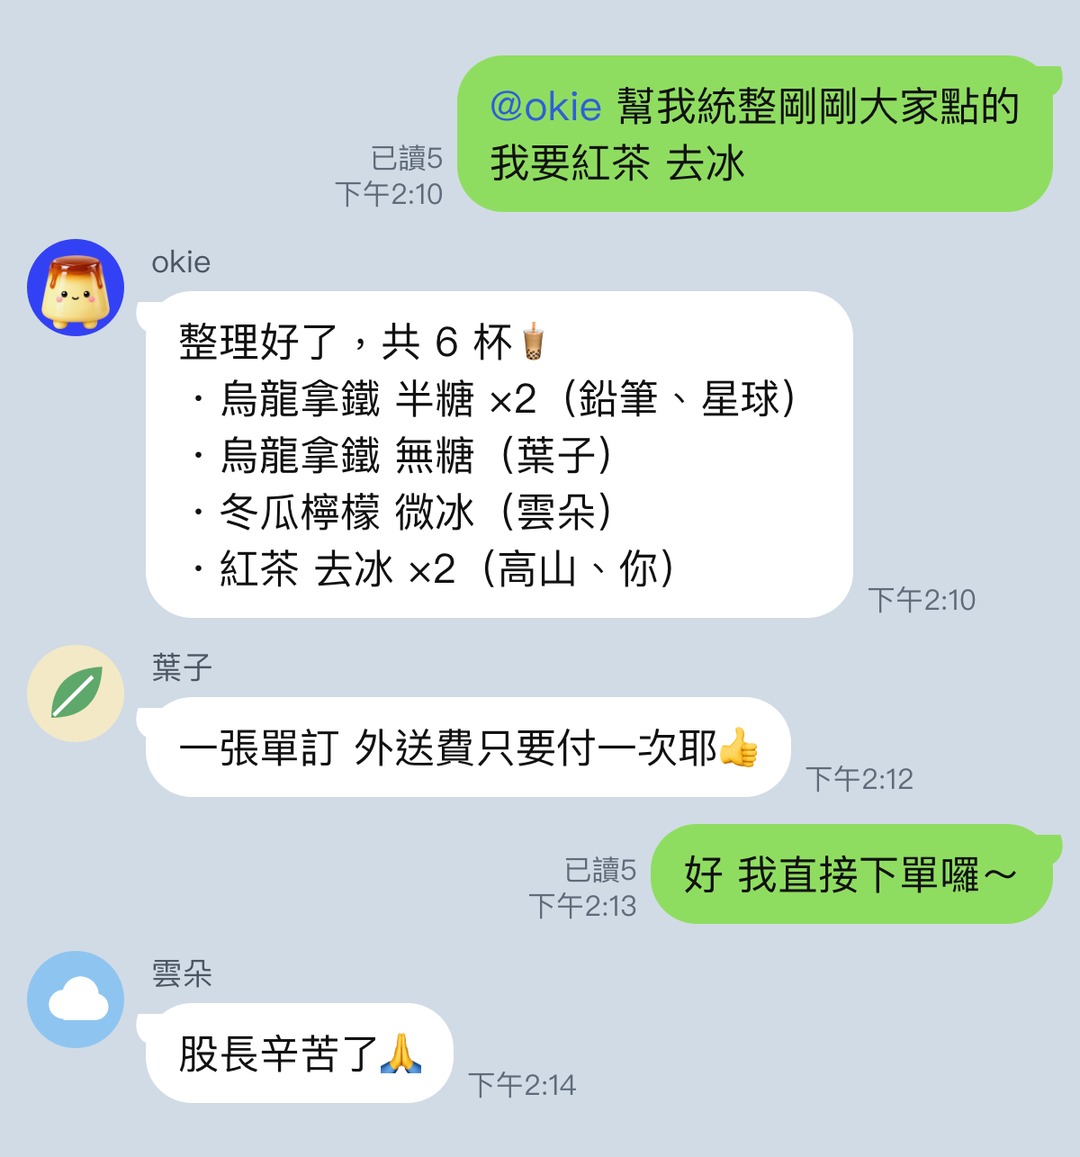 @okie 幫我統整剛剛大家點的
我要紅茶 去冰
已讀5
下午2:10
okie
整理好了，共 6 杯🧋
・烏龍拿鐵 半糖 ×2（鉛筆、星球）
・烏龍拿鐵 無糖（葉子）
・冬瓜檸檬 微冰（雲朵）
・紅茶 去冰 ×2（高山、你）
下午2:10
葉子
一張單訂 外送費只要付一次耶👍
下午2:12
好 我直接下單囉～
已讀5
下午2:13
雲朵
股長辛苦了🙏
下午2:14